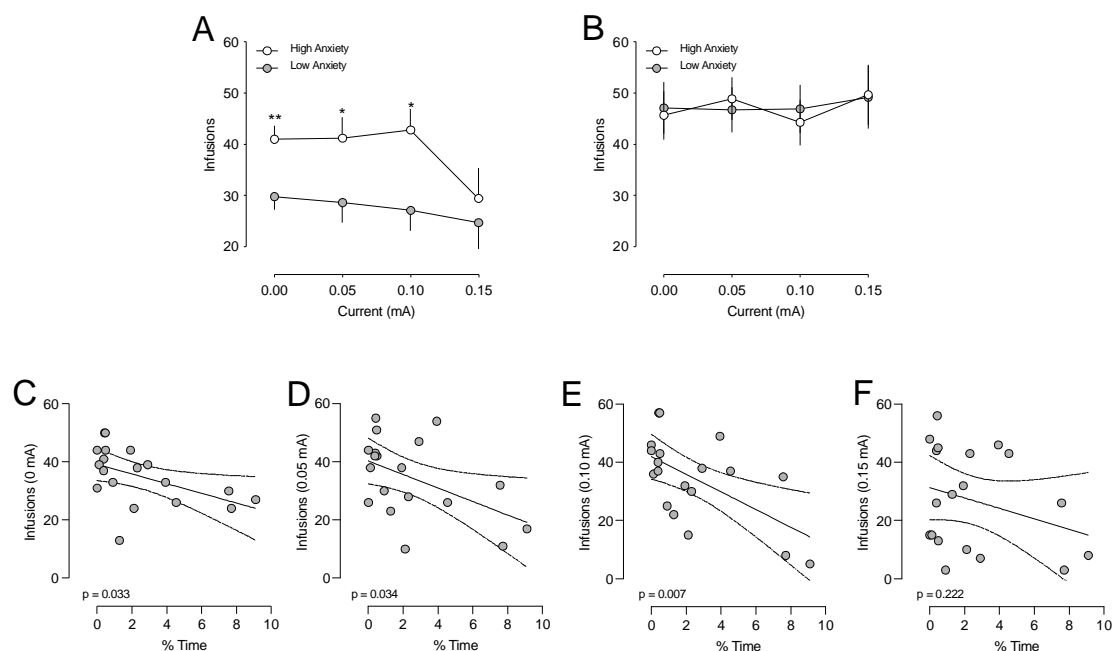 A
High Anxiety
Low Anxiety
60
50
40
30
20
Infusions
**
*
*
0.00
0.05
0.10
0.15
Current (mA)
B
High Anxiety
Low Anxiety
60
50
40
30
20
Infusions
0.00
0.05
0.10
0.15
Current (mA)
C
60
40
20
0
Infusions (0 mA)
p = 0.033
0 2 4 6 8 10
% Time
D
60
40
20
0
Infusions (0.05 mA)
p = 0.034
0 2 4 6 8 10
% Time
E
60
40
20
0
Infusions (0.10 mA)
p = 0.007
0 2 4 6 8 10
% Time
F
60
40
20
0
Infusions (0.15 mA)
p = 0.222
0 2 4 6 8 10
% Time